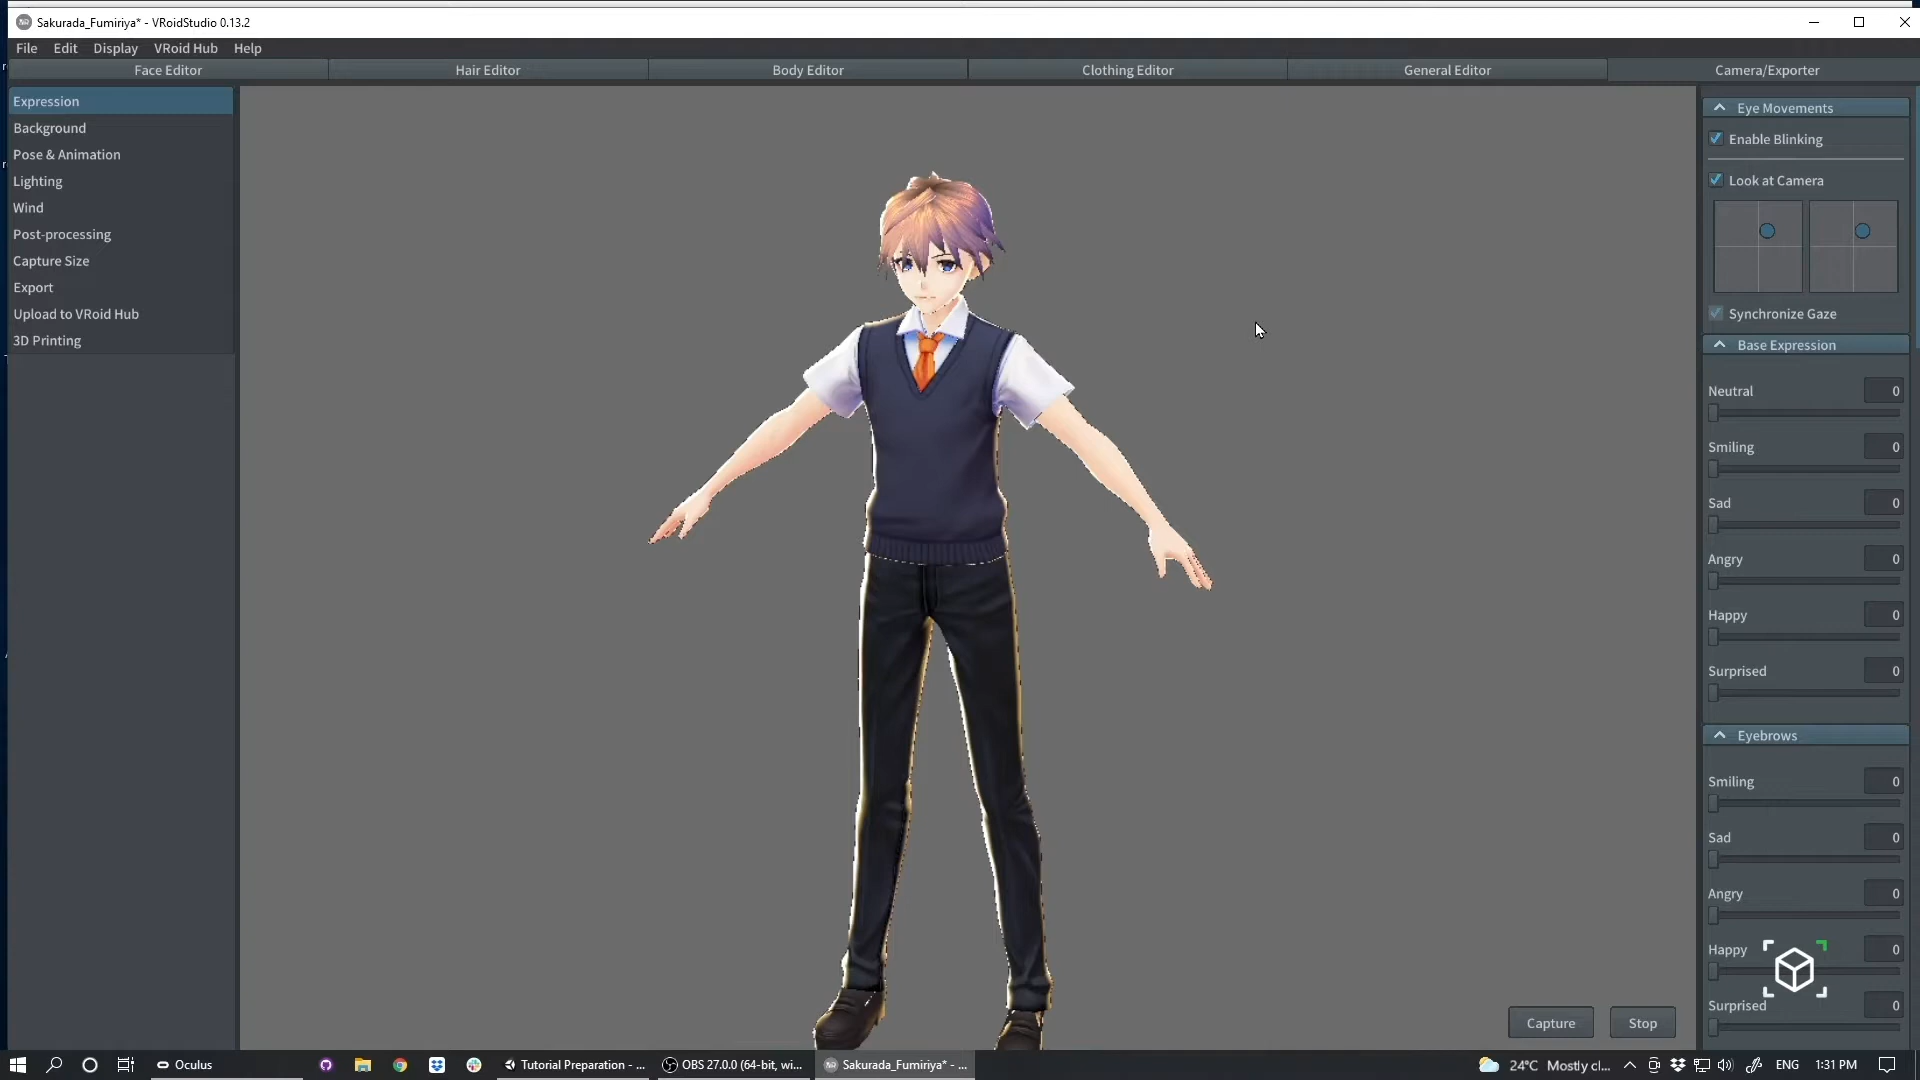 Sakurada_Fumiriya* - VRoidStudio 0.13.2
File Edit Display VRoid Hub Help
Face Editor Hair Editor Body Editor Clothing Editor General Editor Camera/Exporter
Expression
Background
Pose & Animation
Lighting
Wind
Post-processing
Capture Size
Export
Upload to VRoid Hub
3D Printing
Eye Movements
Enable Blinking
Look at Camera
Synchronize Gaze
Base Expression
Neutral 0
Smiling 0
Sad 0
Angry 0
Happy 0
Surprised 0
Eyebrows
Smiling 0
Sad 0
Angry 0
Happy 0
Surprised 0
Capture Stop
Oculus Tutorial Preparation - ... OBS 27.0.0 (64-bit, wi... Sakurada_Fumiriya* - ... 24°C Mostly cl... ENG 1:31 PM